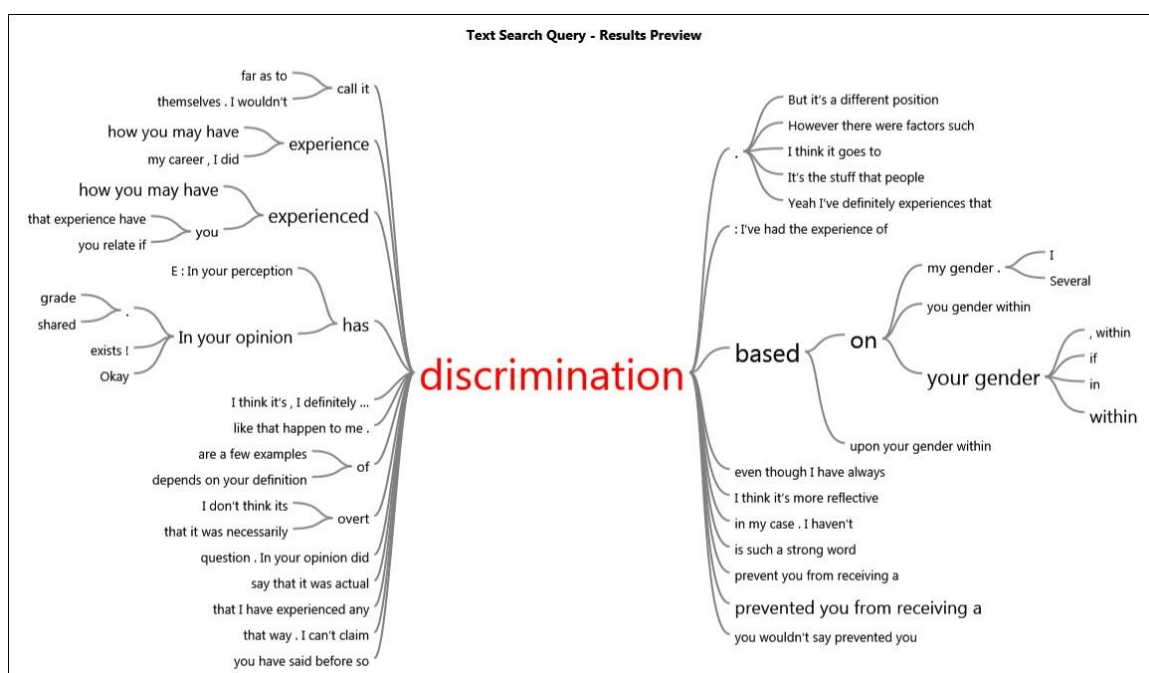 Text Search Query - Results Preview
far as to
themselves . I wouldn't
call it
how you may have
my career , I did
experience
how you may have
that experience have
you relate if
you
experienced
E : In your perception
grade
shared
.
exists !
Okay
In your opinion
has
I think it's , I definitely ...
like that happen to me .
are a few examples
depends on your definition
of
I don't think its
that it was necessarily
overt
question . In your opinion did
say that it was actual
that I have experienced any
that way . I can't claim
you have said before so
discrimination
.
But it's a different position
However there were factors such
I think it goes to
It's the stuff that people
Yeah I've definitely experiences that
: I've had the experience of
based
on
my gender .
I
Several
you gender within
your gender
, within
if
in
within
upon your gender within
even though I have always
I think it's more reflective
in my case . I haven't
is such a strong word
prevent you from receiving a
prevented you from receiving a
you wouldn't say prevented you